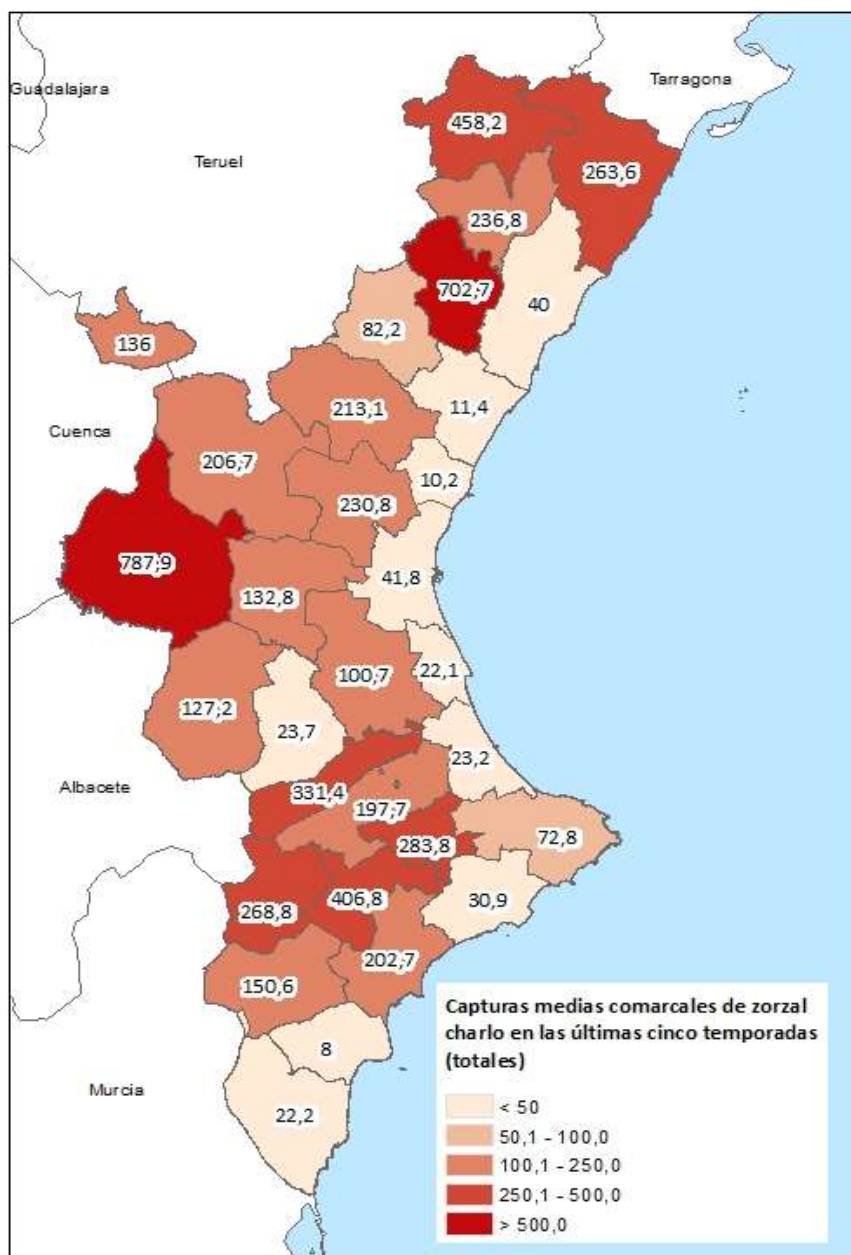 Guadalajara
Tarragona
458,2
Teruel
263,6
236,8
702,7
40
82,2
136
213,1
11,4
Cuenca
206,7
10,2
230,8
787,9
41,8
132,8
22,1
100,7
127,2
23,7
23,2
331,4
Albacete
197,7
72,8
283,8
30,9
268,8
406,8
202,7
150,6
8
Murcia
22,2
Capturas medias comarcales de zorzal
charlo en las últimas cinco temporadas
(totales)
< 50
50,1 - 100,0
100,1 - 250,0
250,1 - 500,0
> 500,0